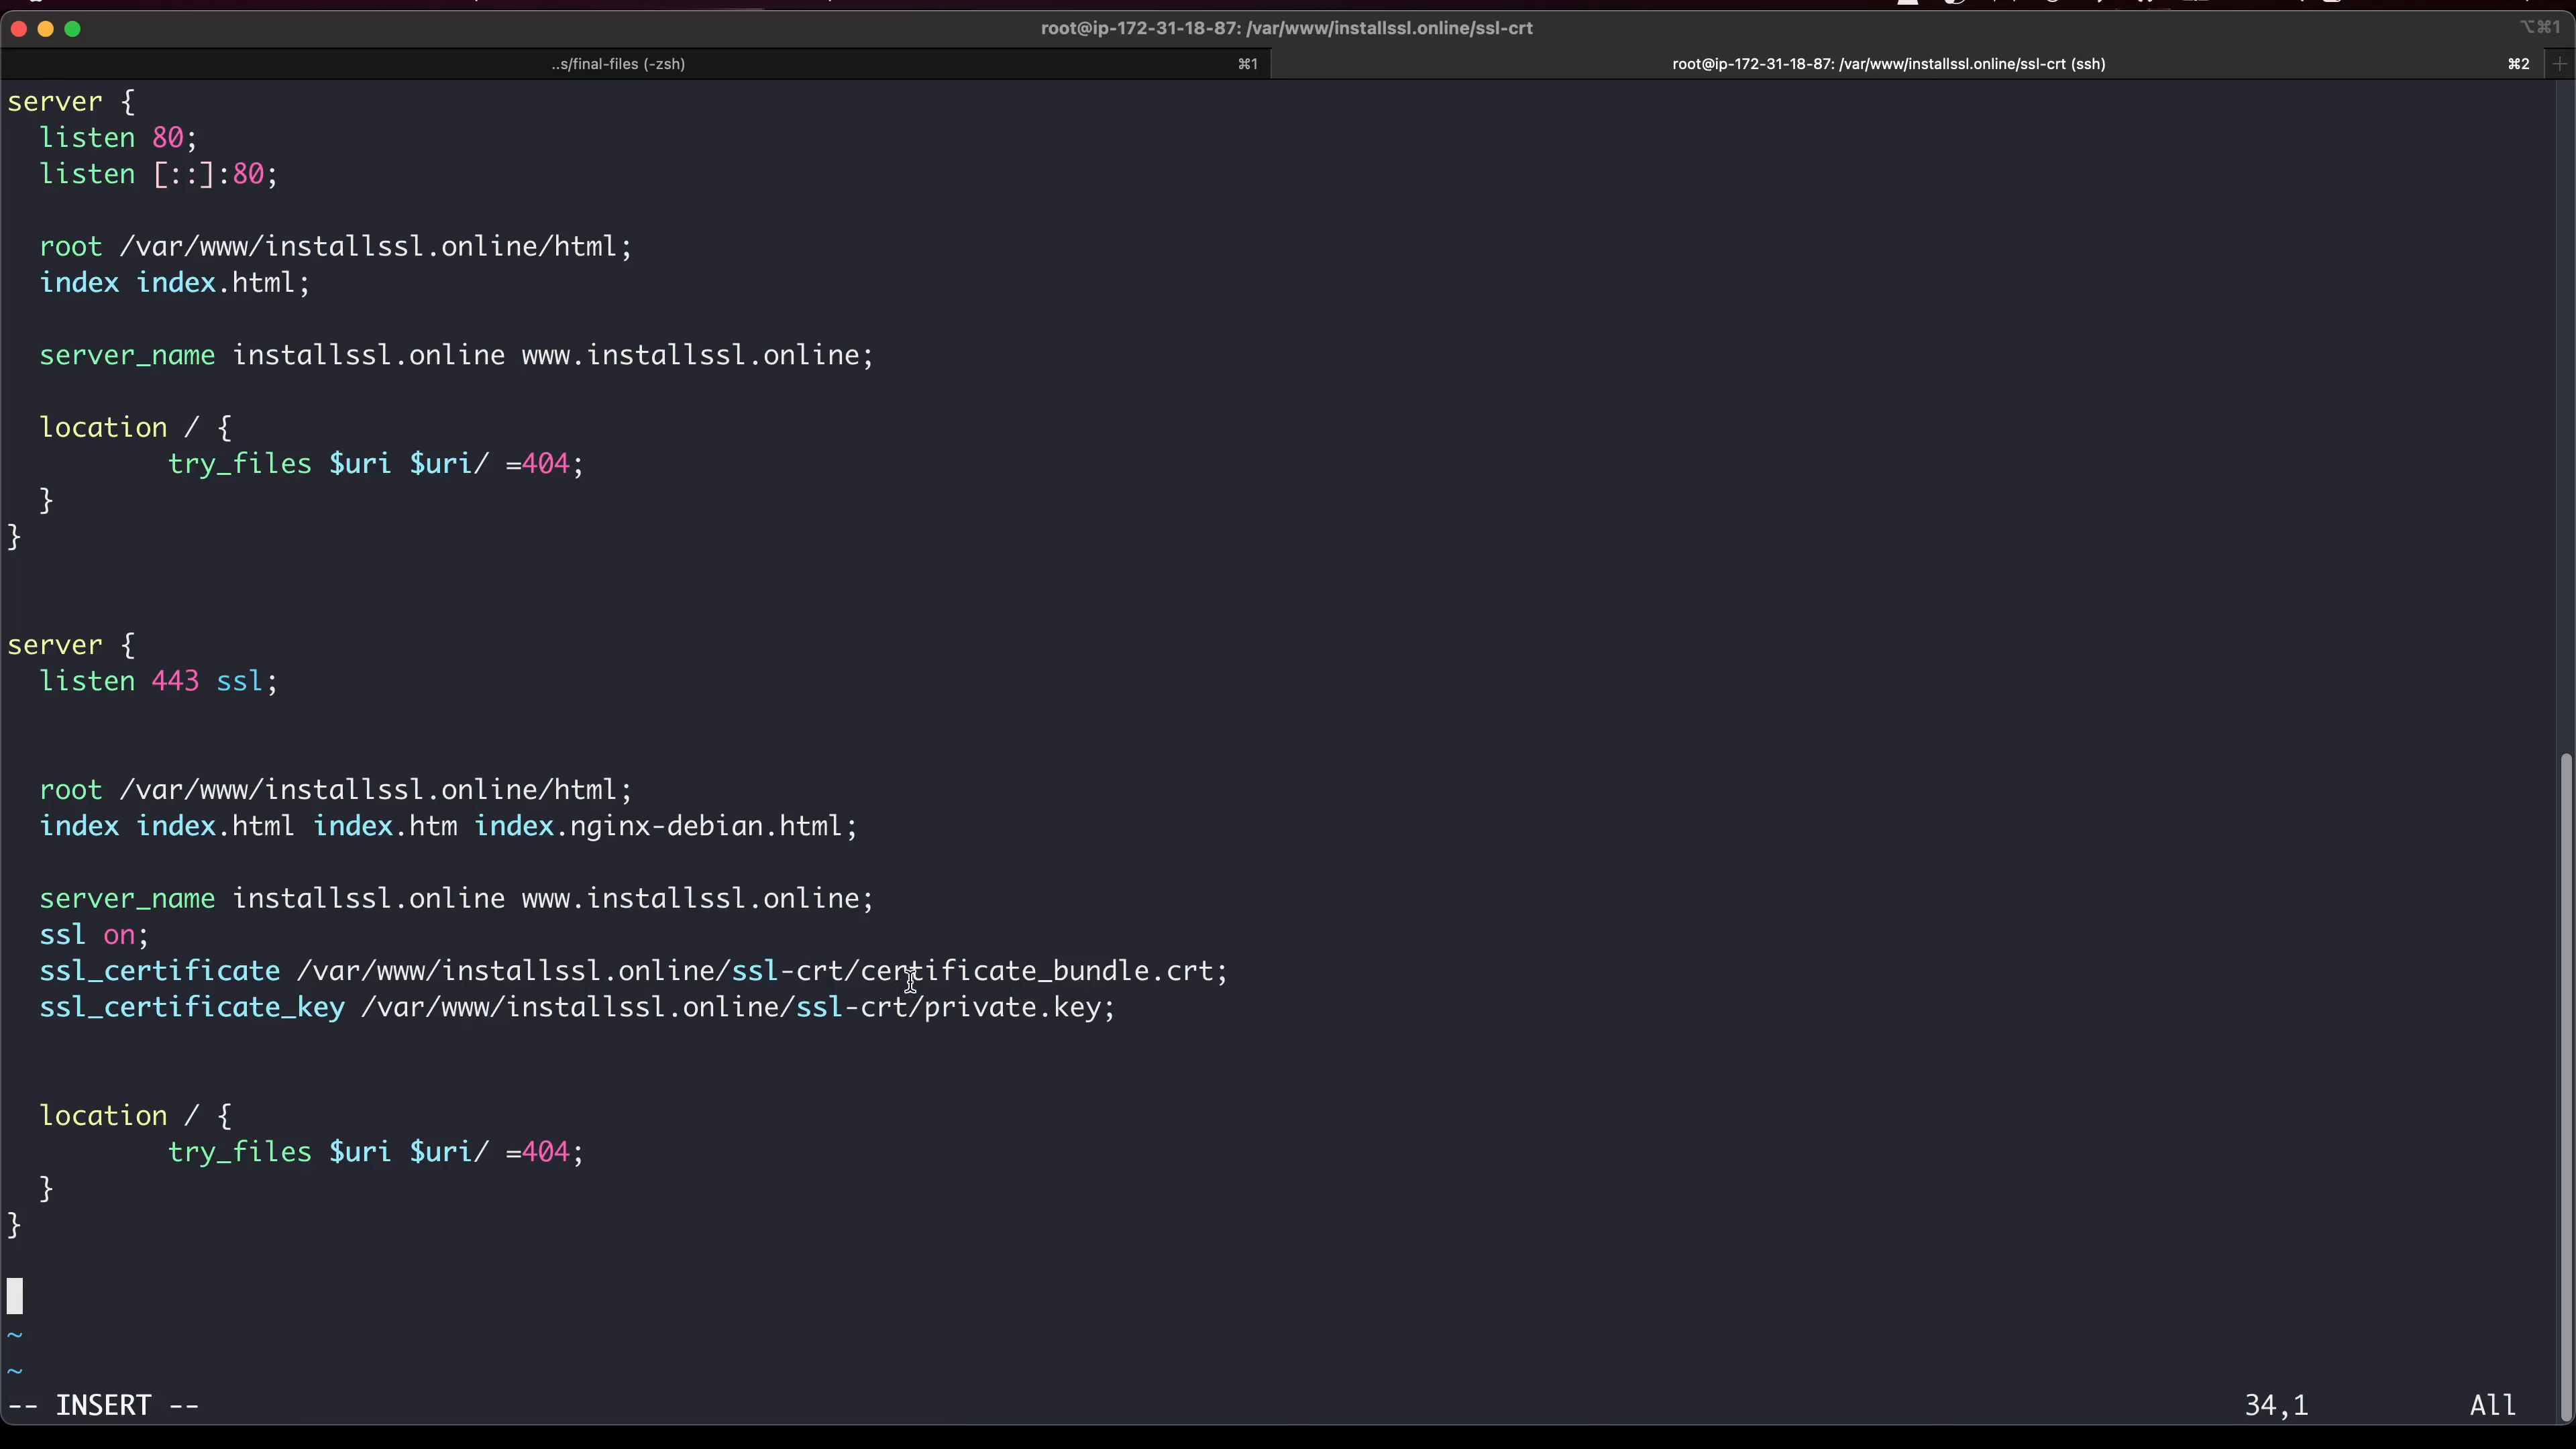 root@ip-172-31-18-87: /var/www/installssl.online/ssl-crt
⌥⌘1
..s/final-files (-zsh)
⌘1
root@ip-172-31-18-87: /var/www/installssl.online/ssl-crt (ssh)
⌘2
+
server {
  listen 80;
  listen [::]:80;

  root /var/www/installssl.online/html;
  index index.html;

  server_name installssl.online www.installssl.online;

  location / {
          try_files $uri $uri/ =404;
  }
}

server {
  listen 443 ssl;

  root /var/www/installssl.online/html;
  index index.html index.htm index.nginx-debian.html;

  server_name installssl.online www.installssl.online;
  ssl on;
  ssl_certificate /var/www/installssl.online/ssl-crt/certificate_bundle.crt;
  ssl_certificate_key /var/www/installssl.online/ssl-crt/private.key;

  location / {
          try_files $uri $uri/ =404;
  }
}

~
~
-- INSERT --
34,1
All